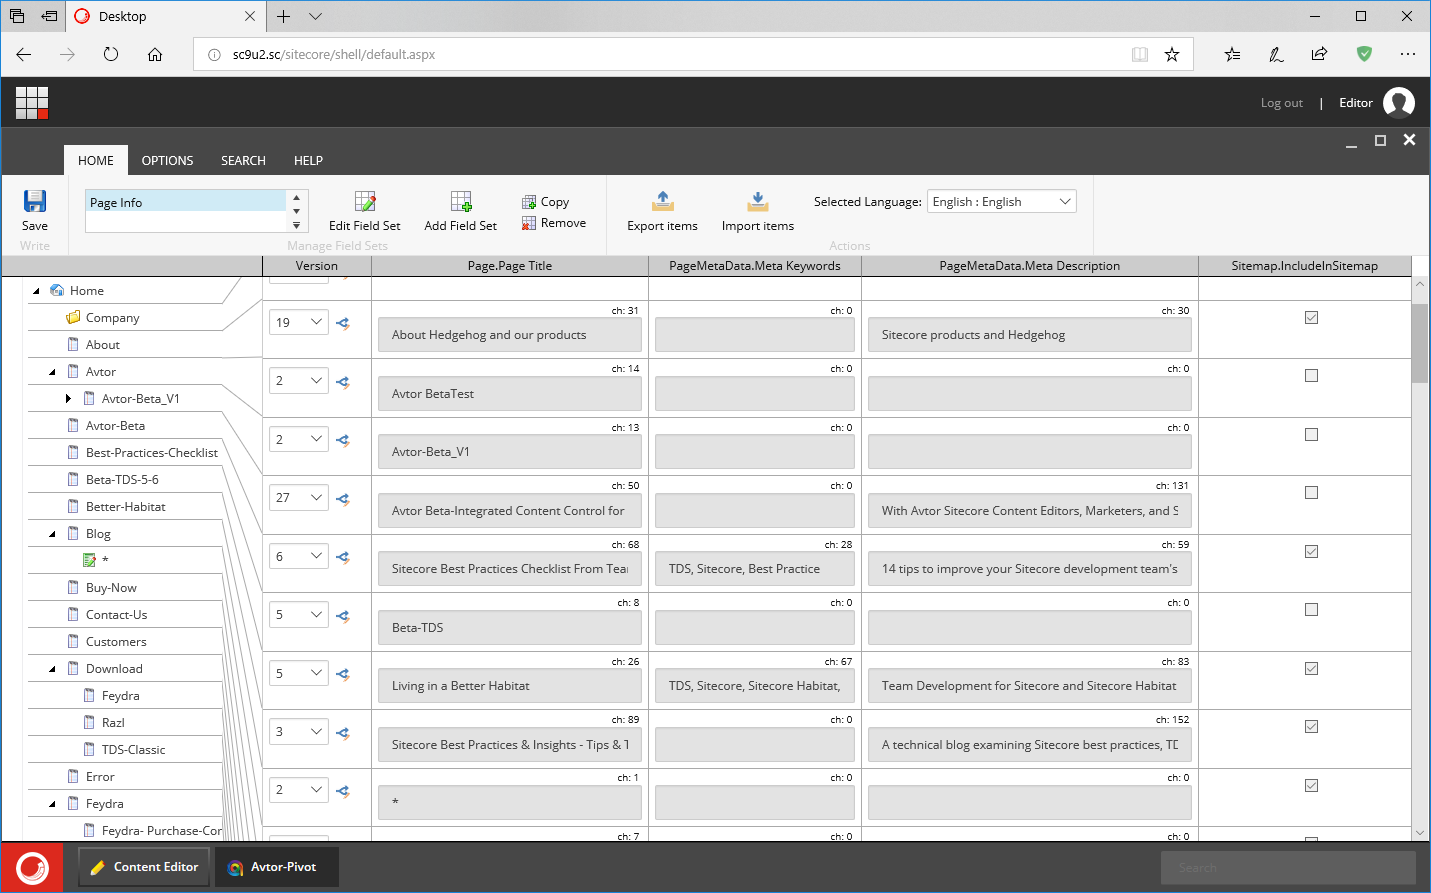 Desktop
sc9u2.sc/sitecore/shell/default.aspx
Log out | Editor
HOME OPTIONS SEARCH HELP
Save
Write
Page Info
Edit Field Set
Add Field Set
Copy
Remove
Manage Field Sets
Export items
Import items
Selected Language: English : English
Actions
Version Page.Page Title PageMetaData.Meta Keywords PageMetaData.Meta Description Sitemap.IncludeInSitemap
Home
Company
About
Avtor
Avtor-Beta_V1
Avtor-Beta
Best-Practices-Checklist
Beta-TDS-5-6
Better-Habitat
Blog
*
Buy-Now
Contact-Us
Customers
Download
Feydra
Razl
TDS-Classic
Error
Feydra
Feydra- Purchase-Cor
ch: 31 ch: 0 ch: 30
19 About Hedgehog and our products Sitecore products and Hedgehog
ch: 14 ch: 0 ch: 0
2 Avtor BetaTest
ch: 13 ch: 0 ch: 0
2 Avtor-Beta_V1
ch: 50 ch: 0 ch: 131
27 Avtor Beta-Integrated Content Control for With Avtor Sitecore Content Editors, Marketers, and S
ch: 68 ch: 28 ch: 59
6 Sitecore Best Practices Checklist From Tear TDS, Sitecore, Best Practice 14 tips to improve your Sitecore development team's
ch: 8 ch: 0 ch: 0
5 Beta-TDS
ch: 26 ch: 67 ch: 83
5 Living in a Better Habitat TDS, Sitecore, Sitecore Habitat, Team Development for Sitecore and Sitecore Habitat
ch: 89 ch: 0 ch: 152
3 Sitecore Best Practices & Insights - Tips & T A technical blog examining Sitecore best practices, TD
ch: 1 ch: 0 ch: 0
2 *
ch: 7 ch: 0 ch: 0
Content Editor Avtor-Pivot Search